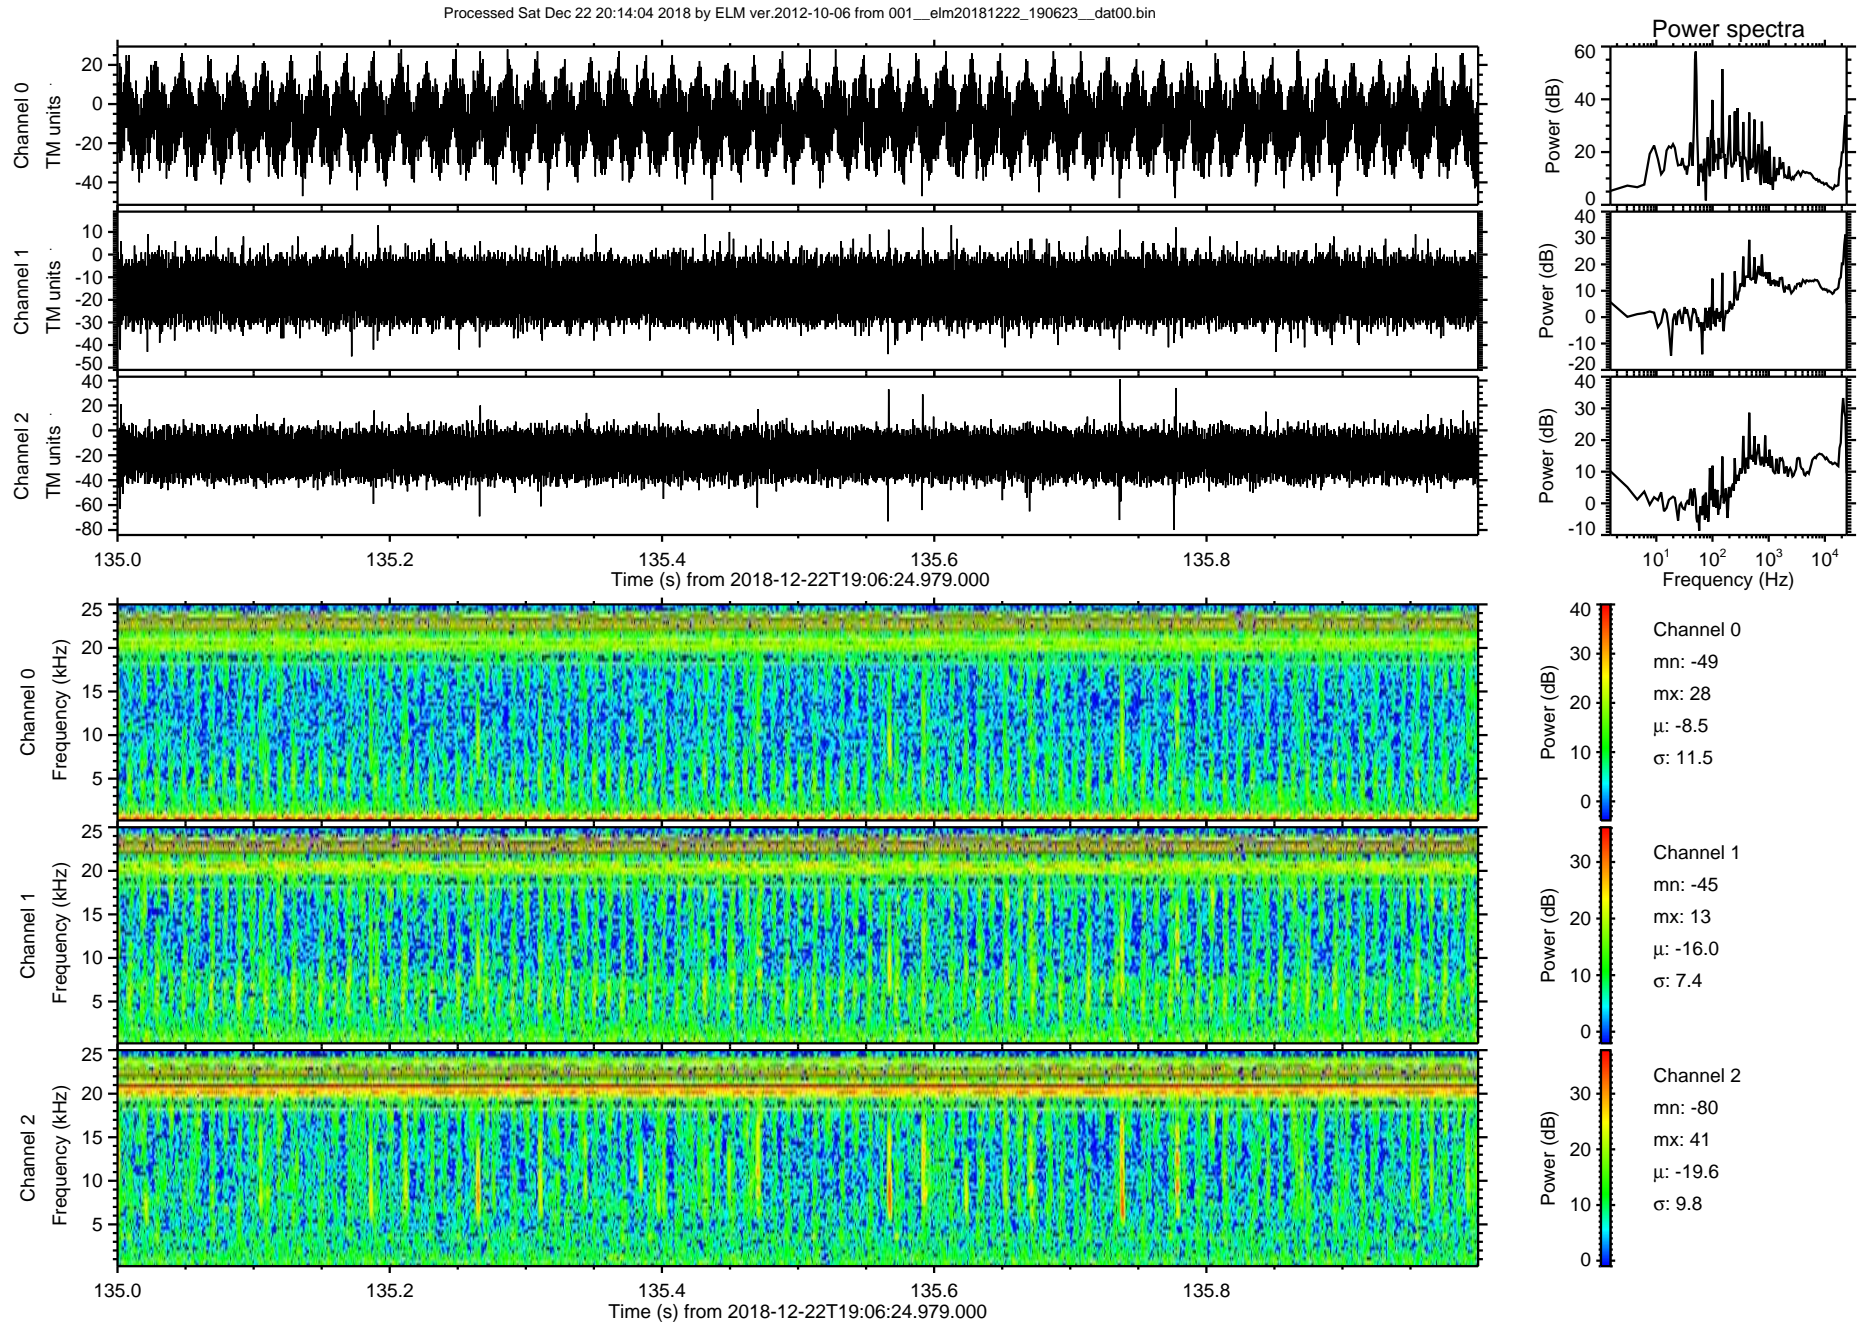 Processed Sat Dec 22 20:14:04 2018 by ELM ver.2012-10-06 from 001__elm20181222_190623__dat00.bin
Power spectra
Channel 0
TM units
20
0
-20
-40
Power (dB)
60
40
20
0
Channel 1
TM units
10
0
-10
-20
-30
-40
-50
Power (dB)
40
30
20
10
0
-10
-20
Channel 2
TM units
40
20
0
-20
-40
-60
-80
Power (dB)
40
30
20
10
0
-10
135.0 135.2 135.4 135.6 135.8
Time (s) from 2018-12-22T19:06:24.979.000
10¹ 10² 10³ 10⁴
Frequency (Hz)
Channel 0
Frequency (kHz)
25
20
15
10
5
Power (dB)
40
30
20
10
0
Channel 0
mn: -49
mx: 28
μ: -8.5
σ: 11.5
Channel 1
Frequency (kHz)
25
20
15
10
5
Power (dB)
30
20
10
0
Channel 1
mn: -45
mx: 13
μ: -16.0
σ: 7.4
Channel 2
Frequency (kHz)
25
20
15
10
5
Power (dB)
30
20
10
0
Channel 2
mn: -80
mx: 41
μ: -19.6
σ: 9.8
135.0 135.2 135.4 135.6 135.8
Time (s) from 2018-12-22T19:06:24.979.000